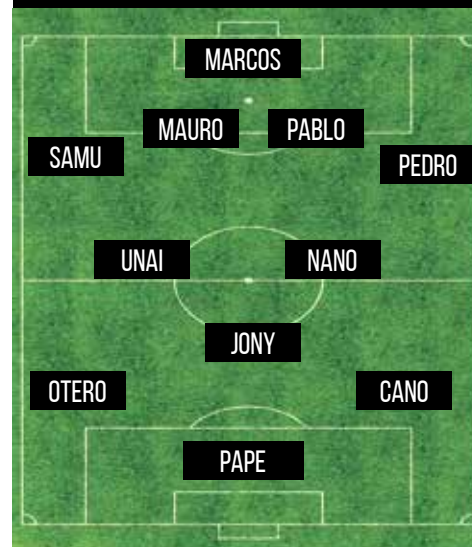 MARCOS
MAURO PABLO
SAMU
PEDRO
UNAI NANO
JONY
OTERO CANO
PAPE